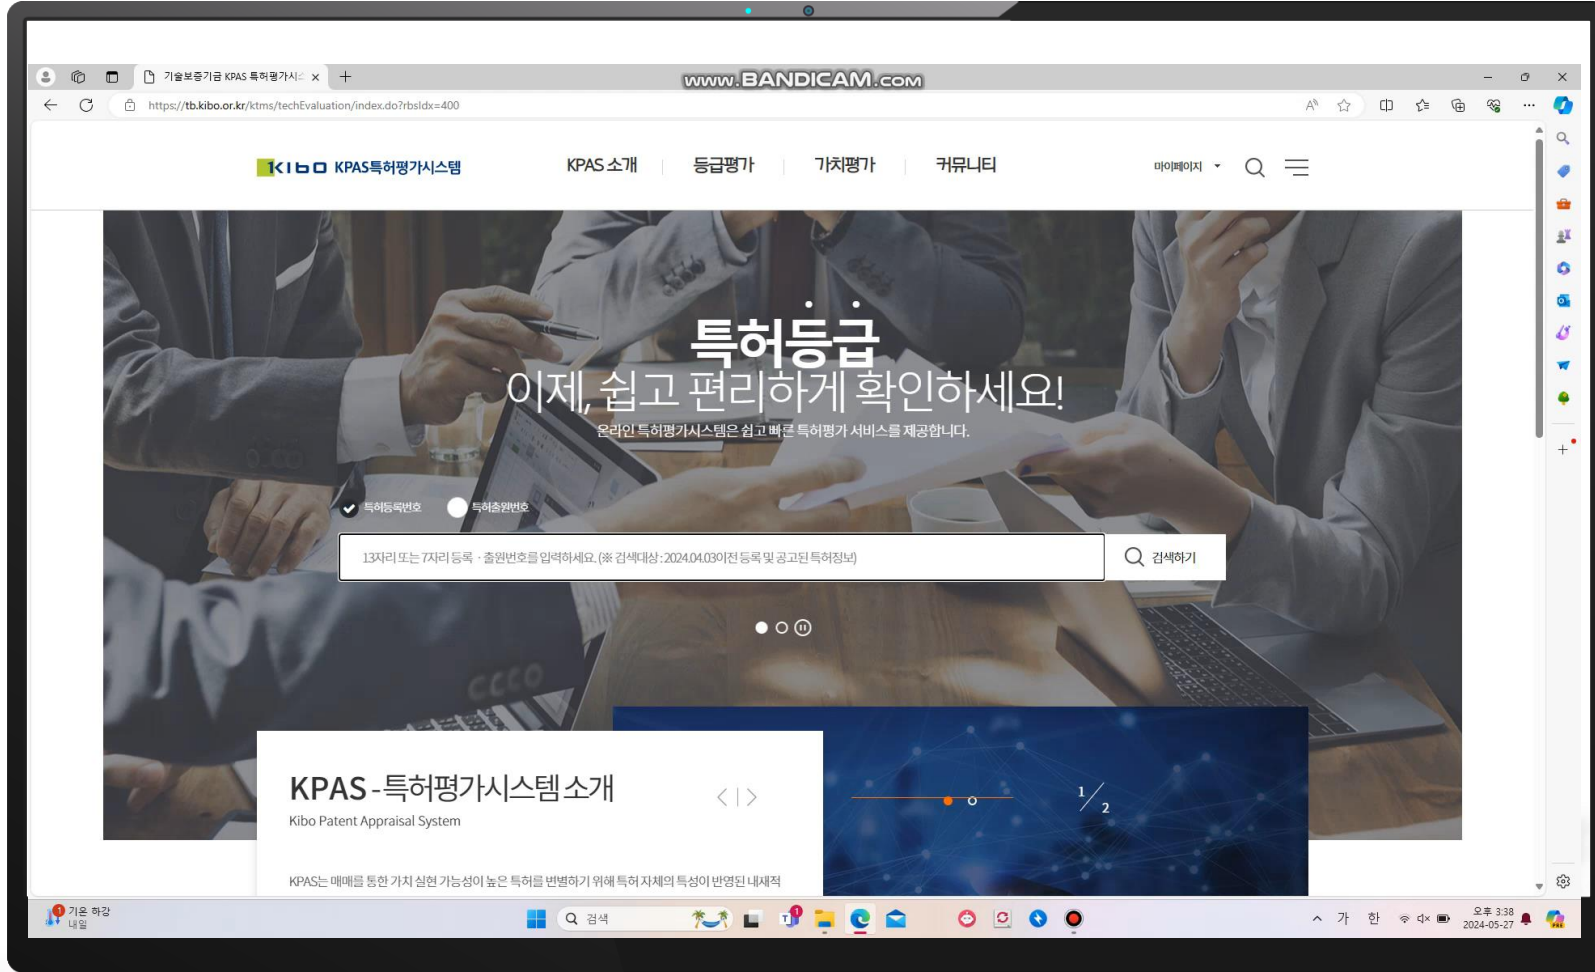 www.BANDICAM.com
기술보증기금 KPAS 특허평가시스
https://tb.kibo.or.kr/ktms/techEvaluation/index.do?rbsIdx=400
KIBO KPAS특허평가시스템
KPAS 소개
등급평가
가치평가
커뮤니티
마이페이지
특허등급
이제, 쉽고 편리하게 확인하세요!
온라인 특허평가시스템은 쉽고 빠른 특허평가 서비스를 제공합니다.
특허등록번호
특허출원번호
13자리 또는 7자리 등록 · 출원번호를 입력하세요. (※ 검색대상 : 2024.04.03이전 등록 및 공고된 특허정보)
검색하기
KPAS - 특허평가시스템 소개
Kibo Patent Appraisal System
1/2
KPAS는 매매를 통한 가치 실현 가능성이 높은 특허를 변별하기 위해 특허 자체의 특성이 반영된 내재적
1
기온 하강
내일
검색
가
한
오후 3:38
2024-05-27
PRE